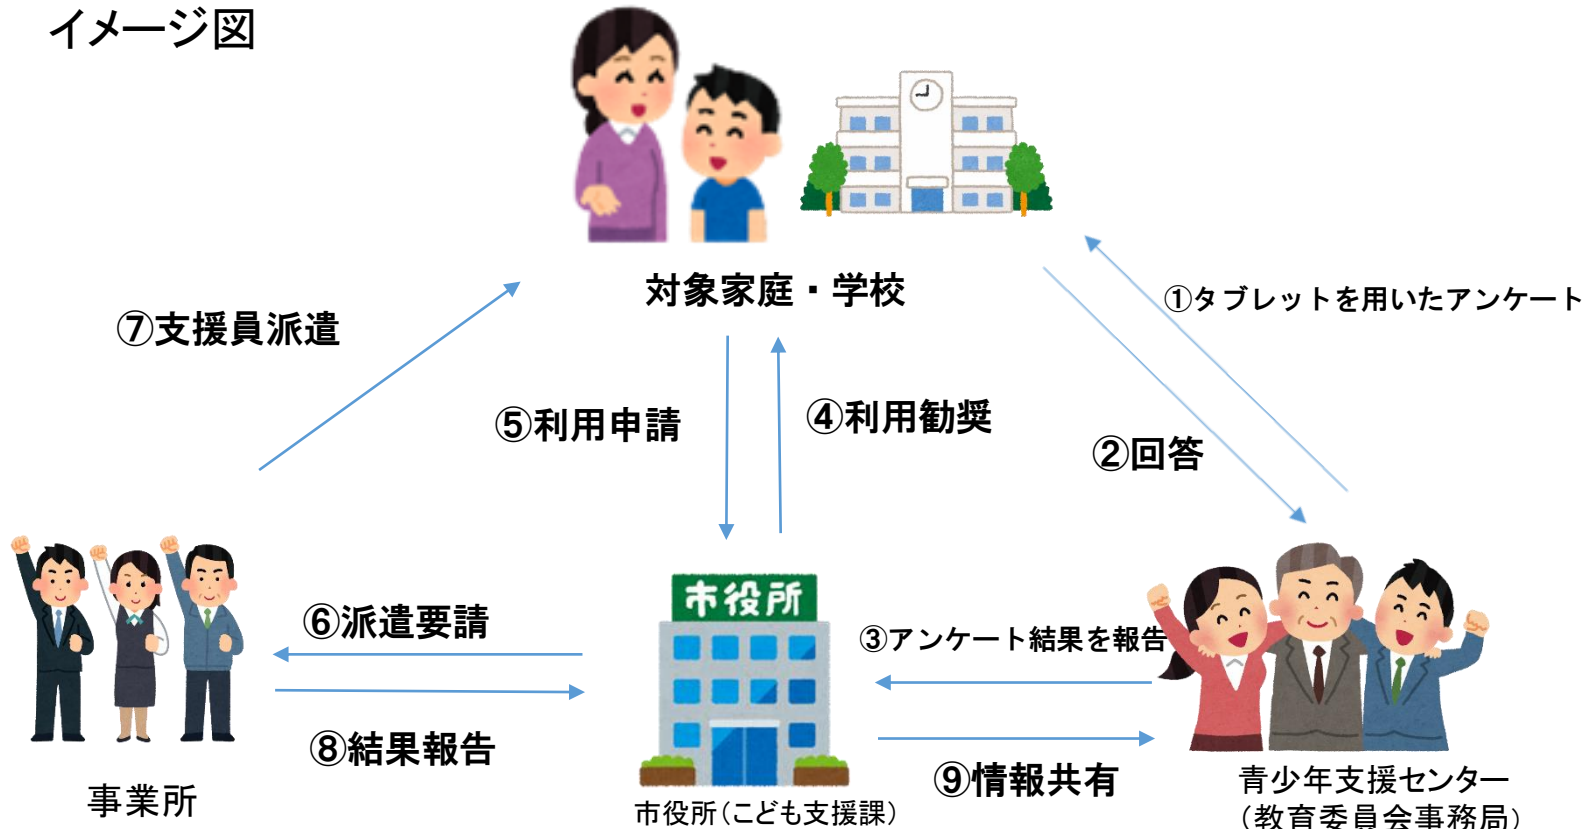 イメージ図
対象家庭・学校
①タブレットを用いたアンケート
⑦支援員派遣
⑤利用申請
④利用勧奨
②回答
市役所
⑥派遣要請
③アンケート結果を報告
⑧結果報告
⑨情報共有
事業所
市役所(こども支援課)
青少年支援センター
(教育委員会事務局)